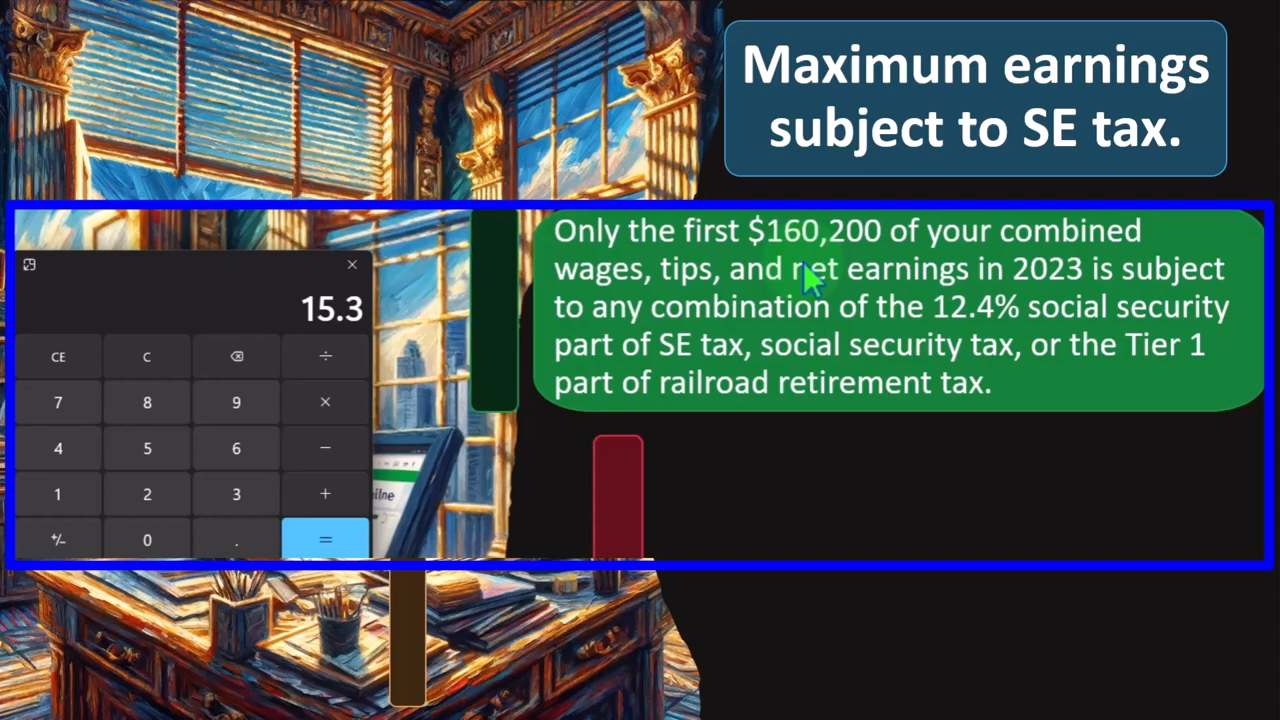 Maximum earnings
subject to SE tax.
Only the first $160,200 of your combined
wages, tips, and net earnings in 2023 is subject
to any combination of the 12.4% social security
part of SE tax, social security tax, or the Tier 1
part of railroad retirement tax.
15.3
CE C ÷
7 8 9 ×
4 5 6 −
1 2 3 +
+/− 0 . =